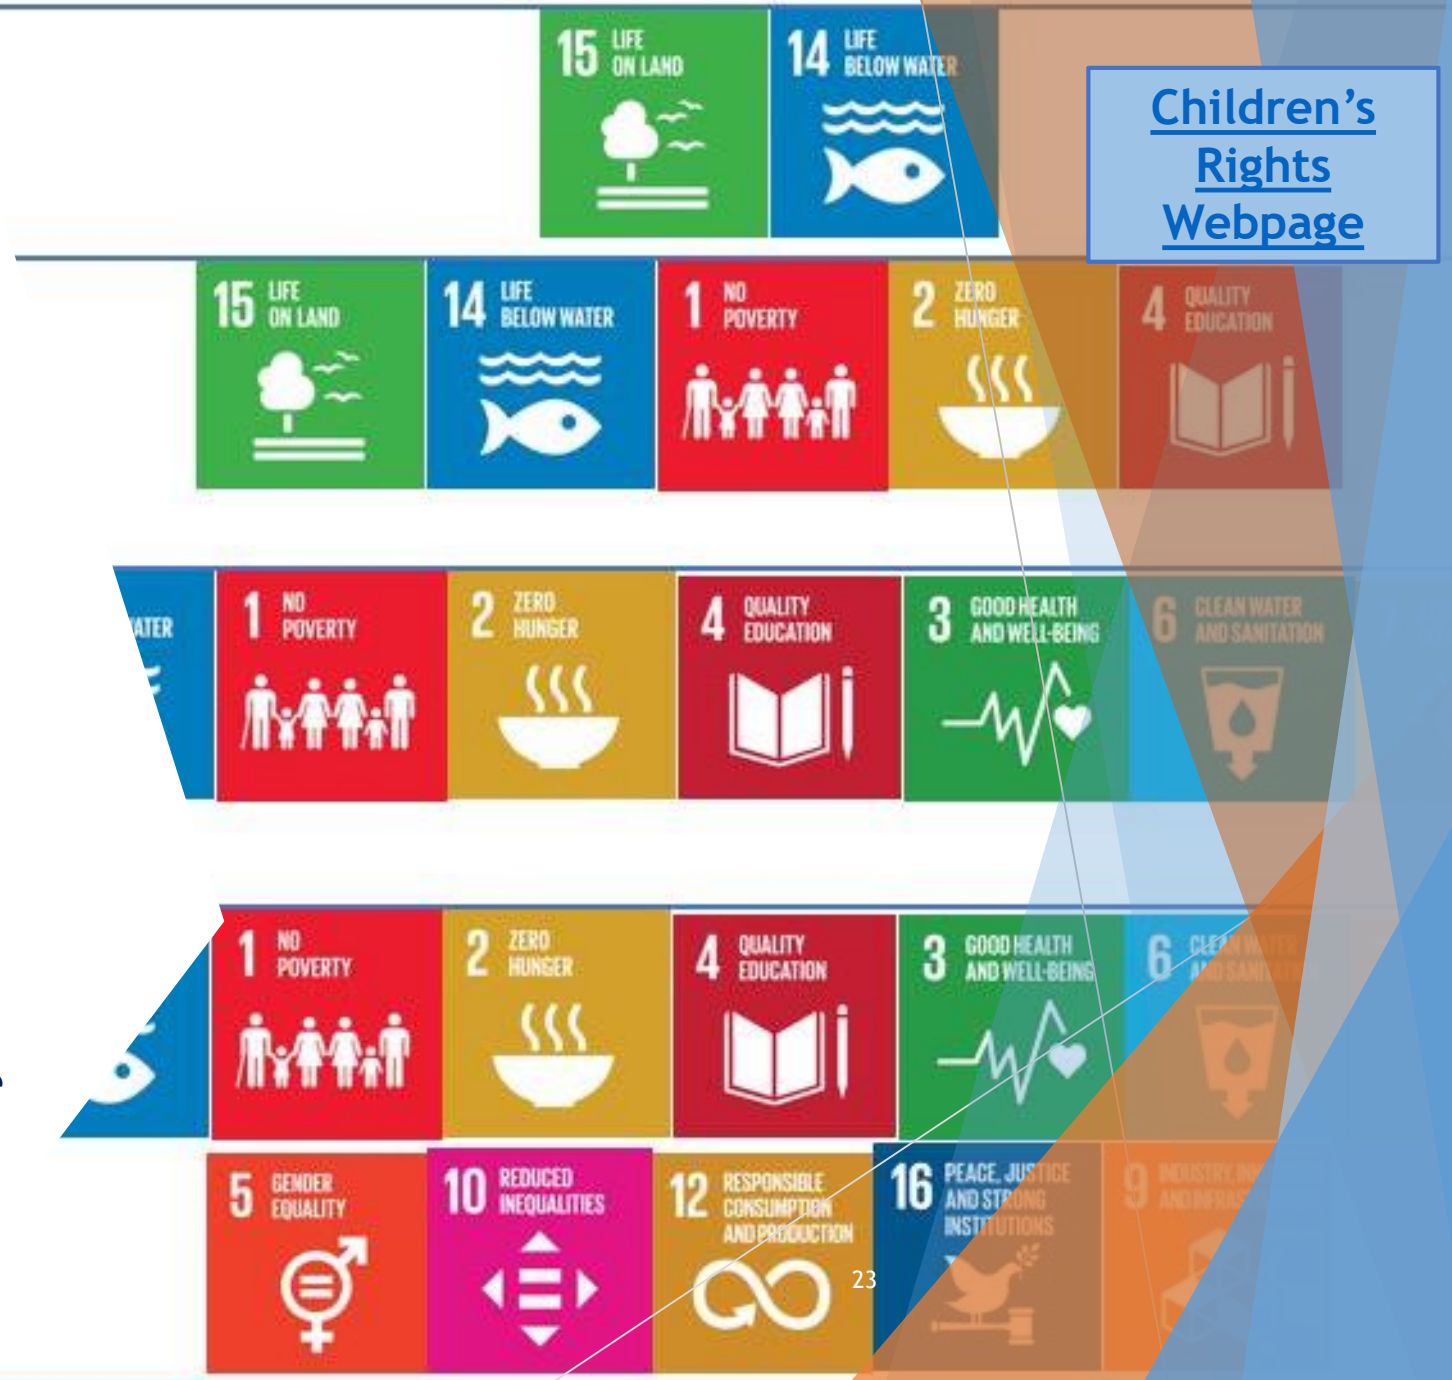 15 LIFE
ON LAND
14 LIFE
BELOW WATER
Children’s
Rights
Webpage
15 LIFE
ON LAND
14 LIFE
BELOW WATER
1 NO
POVERTY
2 ZERO
HUNGER
4 QUALITY
EDUCATION
1 NO
POVERTY
2 ZERO
HUNGER
4 QUALITY
EDUCATION
3 GOOD HEALTH
AND WELL-BEING
6 CLEAN WATER
AND SANITATION
1 NO
POVERTY
2 ZERO
HUNGER
4 QUALITY
EDUCATION
3 GOOD HEALTH
AND WELL-BEING
6 CLEAN WATER
5 GENDER
EQUALITY
10 REDUCED
INEQUALITIES
12 RESPONSIBLE
CONSUMPTION
AND PRODUCTION
16 PEACE, JUSTICE
AND STRONG
INSTITUTIONS
9 INDUSTRY,
23